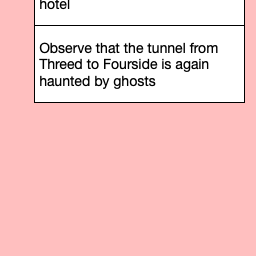 hotel
Observe that the tunnel from
Threed to Fourside is again
haunted by ghosts